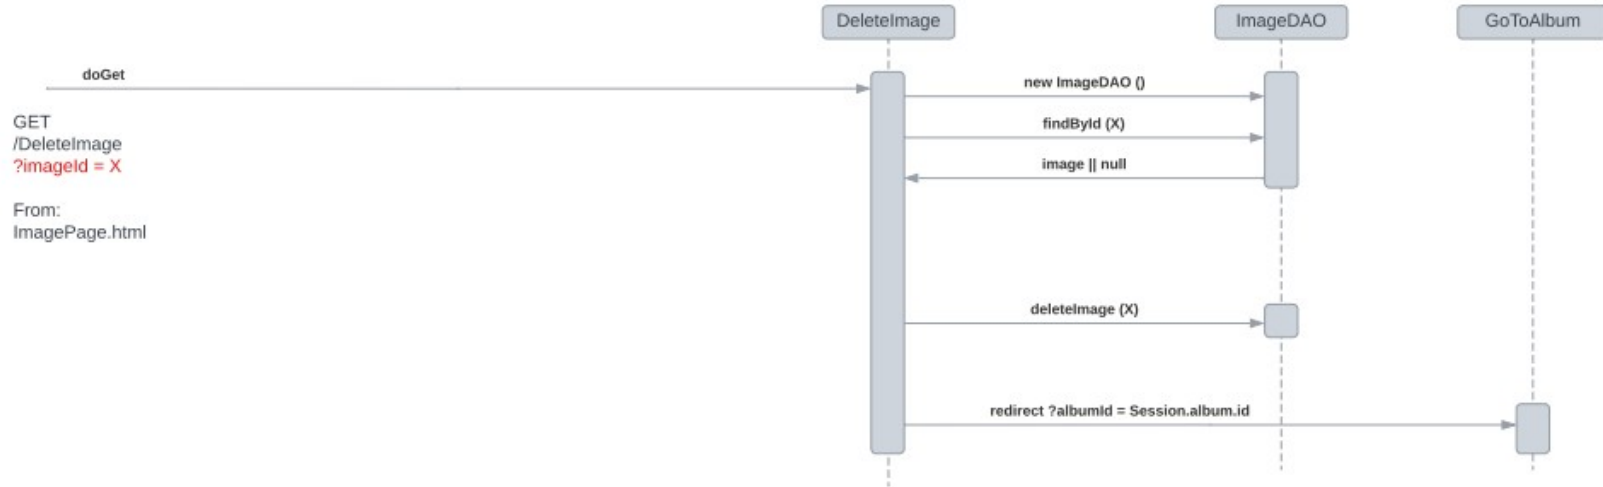 DeleteImage
ImageDAO
GoToAlbum
doGet
new ImageDAO ()
GET
/DeleteImage
?imageId = X
findById (X)
image || null
From:
ImagePage.html
deleteImage (X)
redirect ?albumId = Session.album.id